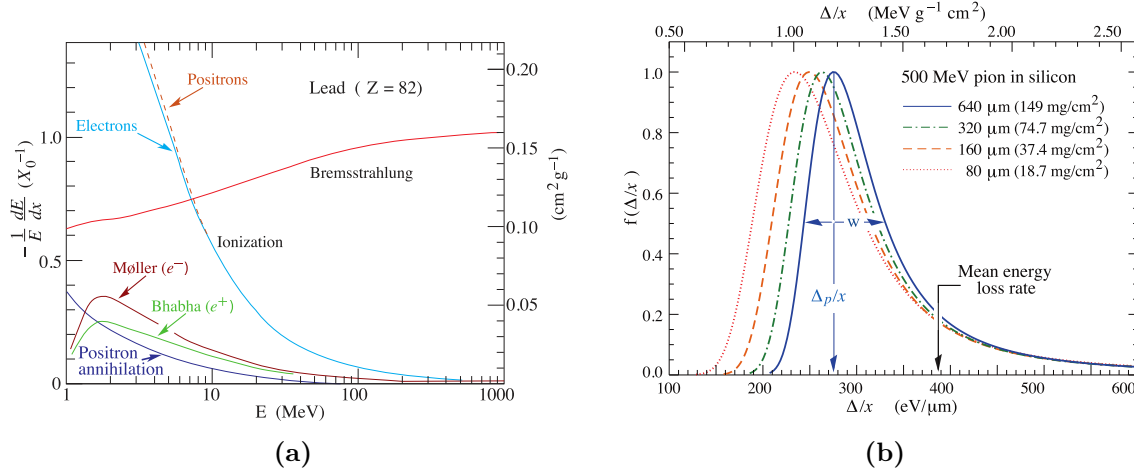 Positrons
Lead ( Z = 82)
Electrons
Bremsstrahlung
Ionization
Møller (e⁻)
Bhabha (e⁺)
Positron
annihilation
−(1/E) (dE/dx) (X₀⁻¹)
1.0
0.5
0
0.20
0.15
0.10
0.05
(cm² g⁻¹)
1 10 100 1000
E (MeV)
(a)
Δ/x (MeV g⁻¹ cm²)
0.50 1.00 1.50 2.00 2.50
500 MeV pion in silicon
640 μm (149 mg/cm²)
320 μm (74.7 mg/cm²)
160 μm (37.4 mg/cm²)
80 μm (18.7 mg/cm²)
f(Δ/x)
1.0
0.8
0.6
0.4
0.2
0.0
w
Δₚ/x
Mean energy
loss rate
100 200 300 400 500 600
Δ/x (eV/μm)
(b)